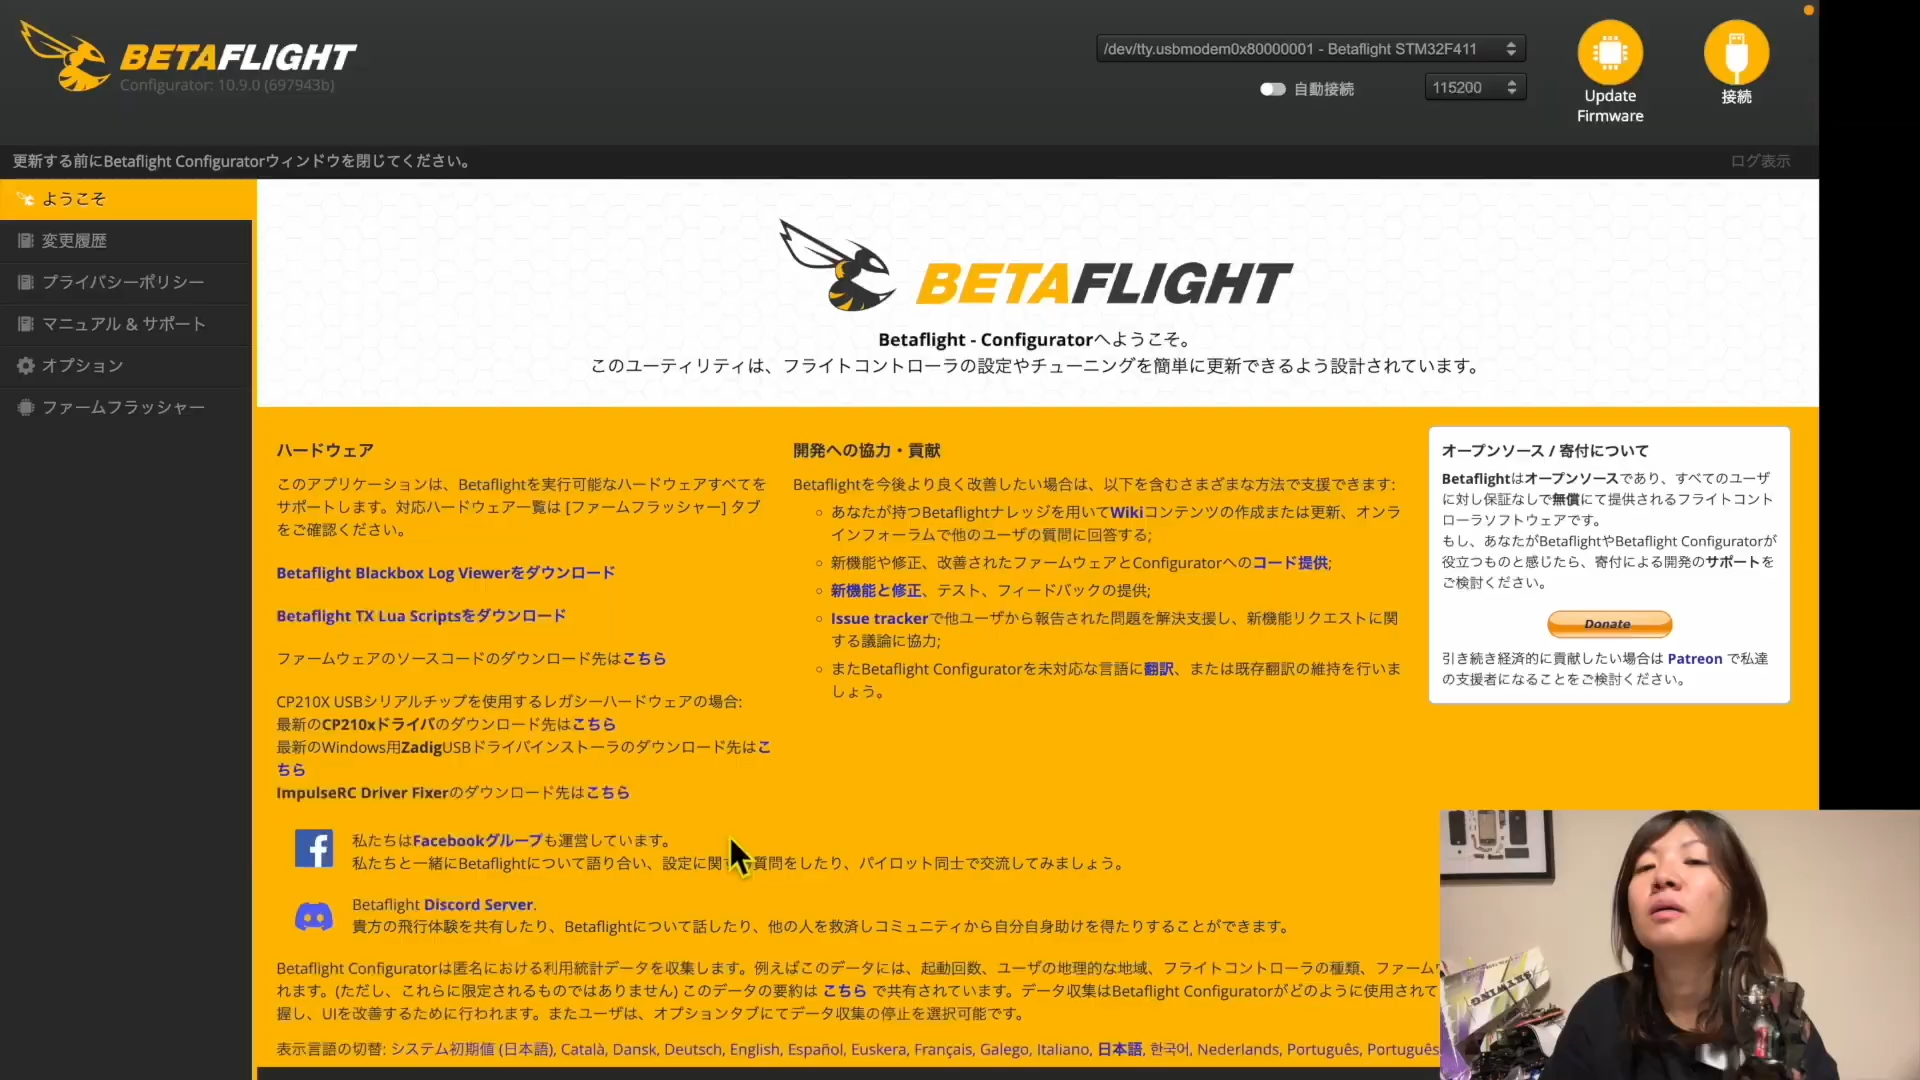 BETAFLIGHT
Configurator: 10.9.0 (697943b)
/dev/tty.usbmodem0x80000001 - Betaflight STM32F411
自動接続
115200
Update
Firmware
接続
更新する前にBetaflight Configuratorウィンドウを閉じてください。
ログ表示
ようこそ
変更履歴
プライバシーポリシー
マニュアル & サポート
オプション
ファームフラッシャー
BETAFLIGHT
Betaflight - Configuratorへようこそ。
このユーティリティは、フライトコントローラの設定やチューニングを簡単に更新できるよう設計されています。
ハードウェア
このアプリケーションは、Betaflightを実行可能なハードウェアすべてを
サポートします。対応ハードウェア一覧は [ファームフラッシャー] タブ
をご確認ください。
Betaflight Blackbox Log Viewerをダウンロード
Betaflight TX Lua Scriptsをダウンロード
ファームウェアのソースコードのダウンロード先はこちら
CP210X USBシリアルチップを使用するレガシーハードウェアの場合:
最新のCP210xドライバのダウンロード先はこちら
最新のWindows用ZadigUSBドライバインストーラのダウンロード先はこ
ちら
ImpulseRC Driver Fixerのダウンロード先はこちら
開発への協力・貢献
Betaflightを今後より良く改善したい場合は、以下を含むさまざまな方法で支援できます:
あなたが持つBetaflightナレッジを用いてWikiコンテンツの作成または更新、オンラ
インフォーラムで他のユーザの質問に回答する;
新機能や修正、改善されたファームウェアとConfiguratorへのコード提供;
新機能と修正、テスト、フィードバックの提供;
Issue trackerで他ユーザから報告された問題を解決支援し、新機能リクエストに関
する議論に協力;
またBetaflight Configuratorを未対応な言語に翻訳、または既存翻訳の維持を行いま
しょう。
オープンソース / 寄付について
Betaflightはオープンソースであり、すべてのユーザ
に対し保証なしで無償にて提供されるフライトコント
ローラソフトウェアです。
もし、あなたがBetaflightやBetaflight Configuratorが
役立つものと感じたら、寄付による開発のサポートを
ご検討ください。
Donate
引き続き経済的に貢献したい場合は Patreon で私達
の支援者になることをご検討ください。
私たちはFacebookグループも運営しています。
私たちと一緒にBetaflightについて語り合い、設定に関す 質問をしたり、パイロット同士で交流してみましょう。
Betaflight Discord Server.
貴方の飛行体験を共有したり、Betaflightについて話したり、他の人を救済しコミュニティから自分自身助けを得たりすることができます。
Betaflight Configuratorは匿名における利用統計データを収集します。例えばこのデータには、起動回数、ユーザの地理的な地域、フライトコントローラの種類、ファーム
れます。(ただし、これらに限定されるものではありません) このデータの要約は こちら で共有されています。データ収集はBetaflight Configuratorがどのように使用されて
握し、UIを改善するために行われます。またユーザは、オプションタブにてデータ収集の停止を選択可能です。
表示言語の切替: システム初期値 (日本語), Català, Dansk, Deutsch, English, Español, Euskera, Français, Galego, Italiano, 日本語, 한국어, Nederlands, Português, Português
SKYWING